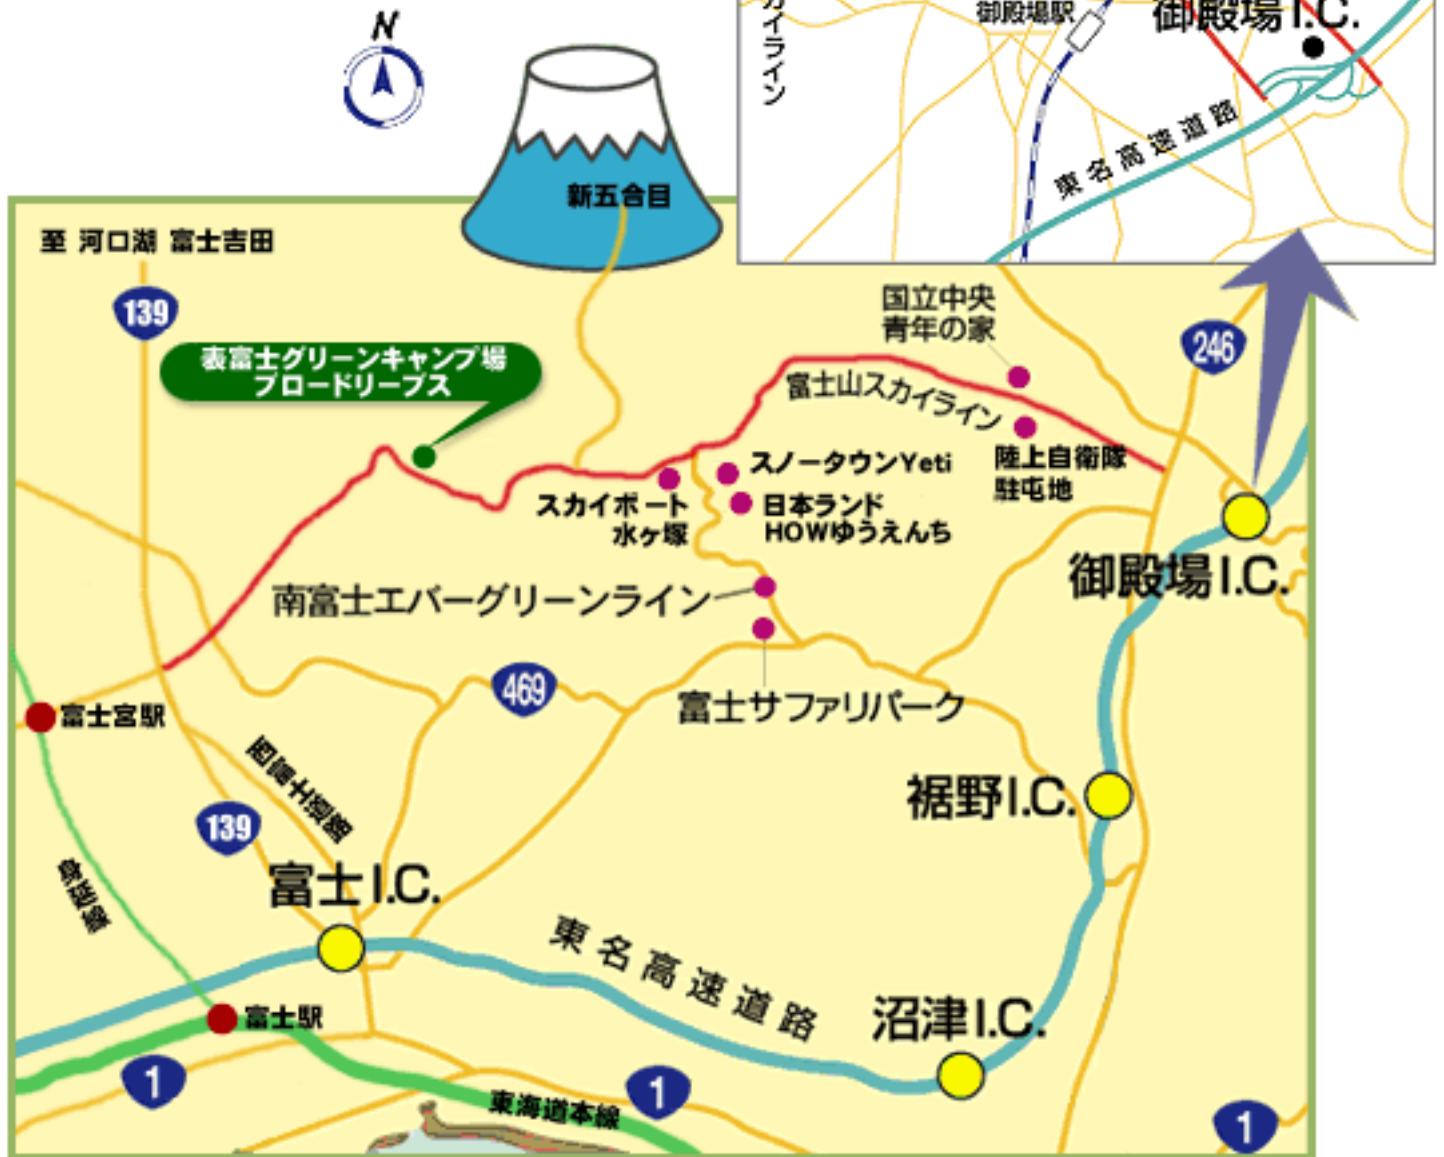 N
カイライン
御殿場駅
御殿場I.C.
東名高速道路
新五合目
至 河口湖 富士吉田
139
国立中央
青年の家
246
表富士グリーンキャンプ場
ブロードリーブス
富士山スカイライン
スノータウンYeti
陸上自衛隊
駐屯地
スカイポート
水ヶ塚
日本ランド
HOWゆうえんち
御殿場I.C.
南富士エバーグリーンライン
469
富士サファリパーク
富士宮駅
西富士道路
裾野I.C.
139
富士I.C.
身延線
東名高速道路
沼津I.C.
富士駅
1
1
東海道本線
1